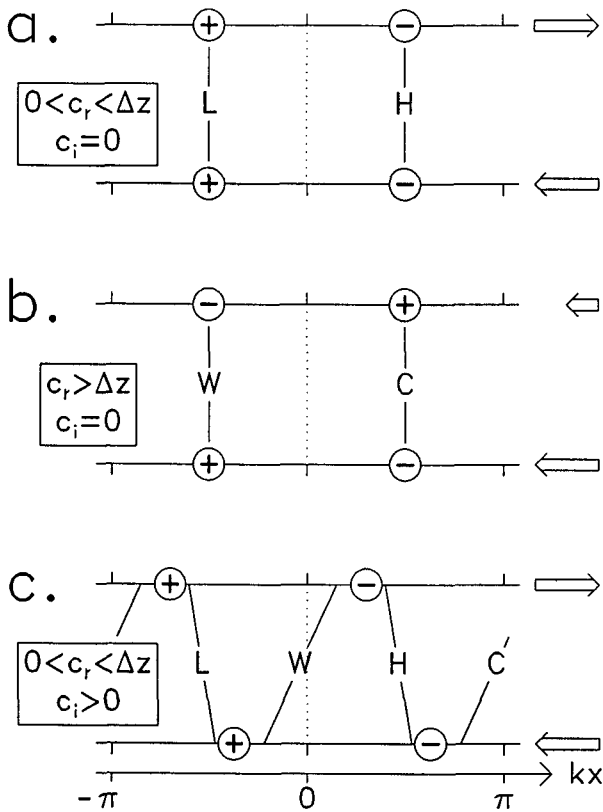 a.
+ −
0<c_r<Δz
c_i=0
L H
+ −
b.
− +
c_r>Δz
c_i=0
W C
+ −
c.
+ −
0<c_r<Δz
c_i>0
L W H C
+ −
-π 0 π kx